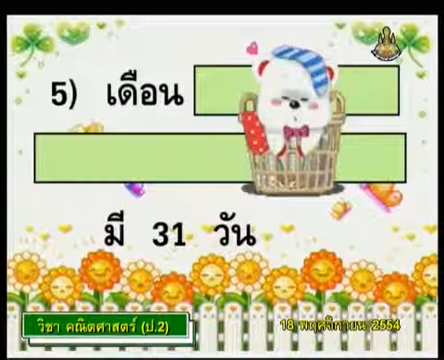 5) เดือน
มี 31 วัน
วิชา คณิตศาสตร์ (ป.2)
18 พฤศจิกายน 2554